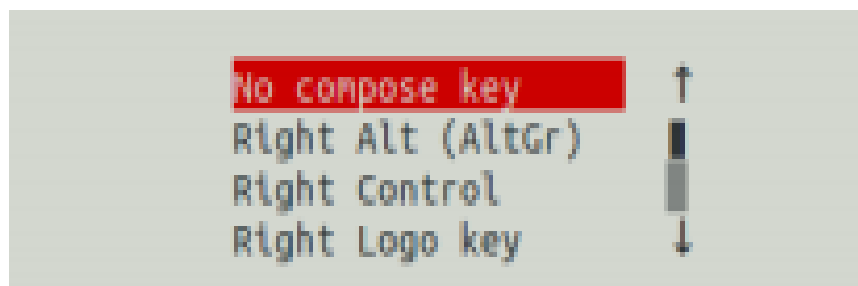 No compose key ↑
Right Alt (AltGr)
Right Control
Right Logo key ↓